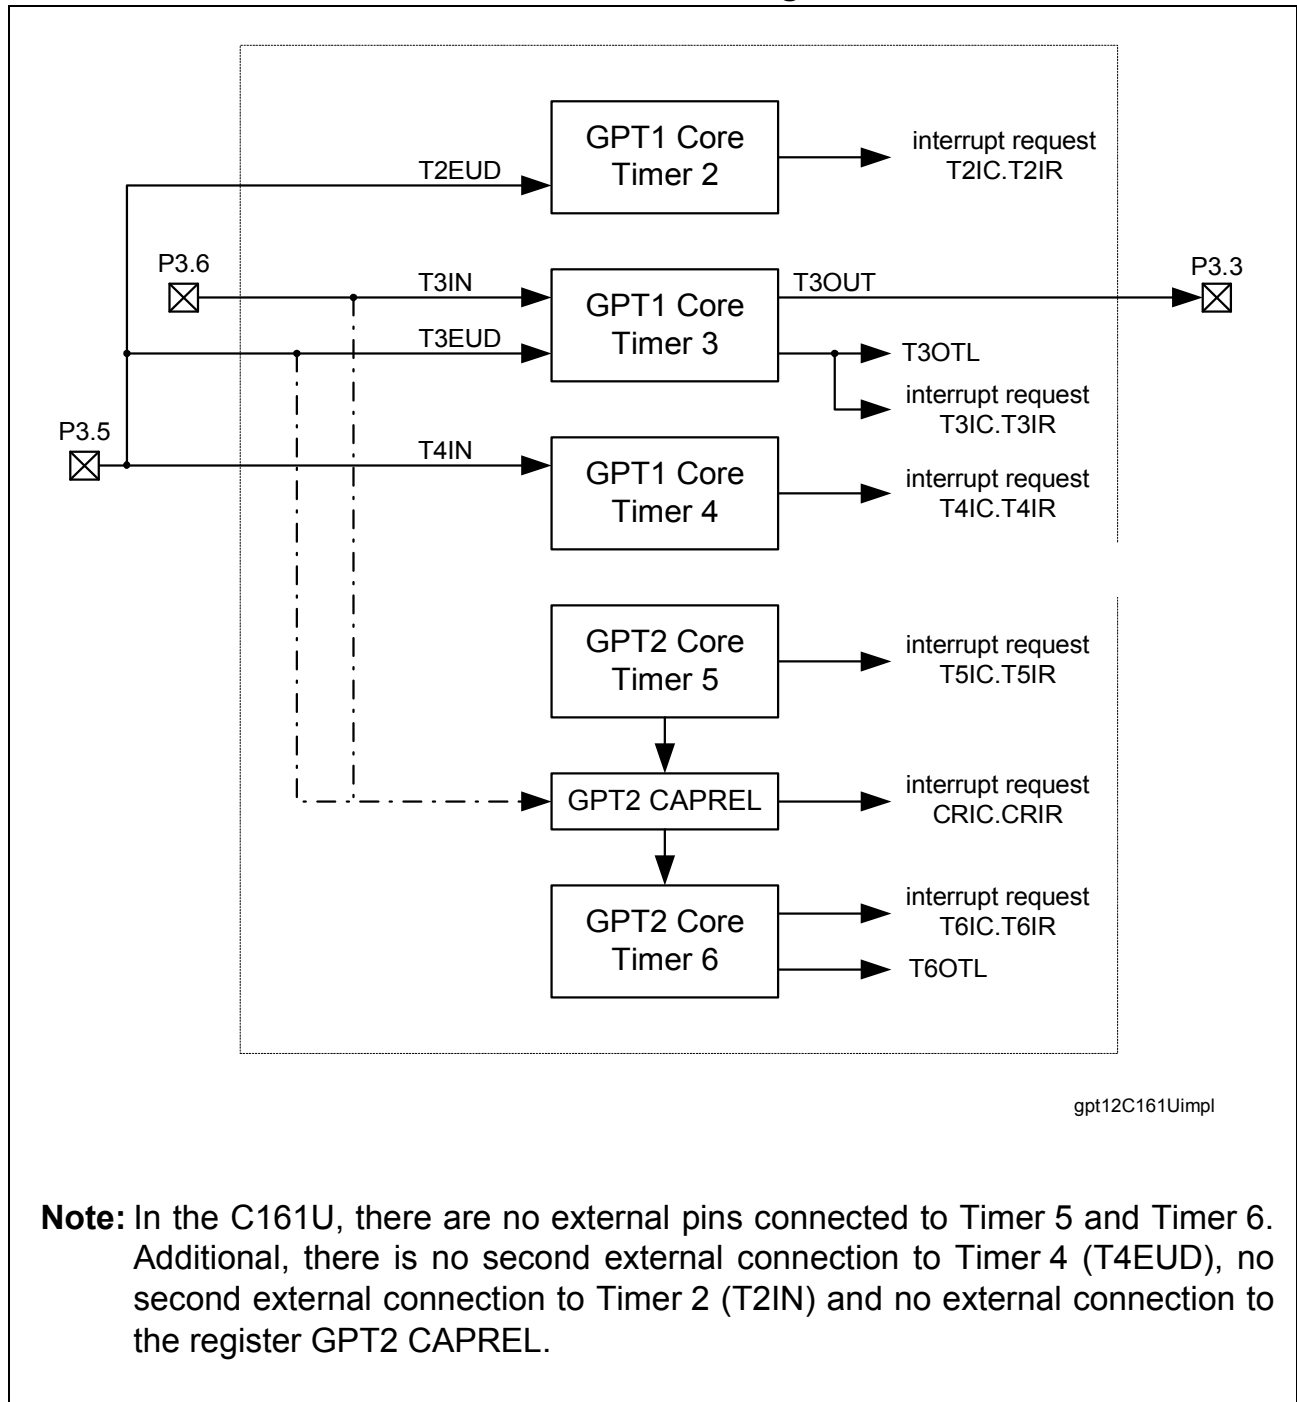 GPT1 Core
Timer 2
T2EUD
interrupt request
T2IC.T2IR
P3.6
T3IN
GPT1 Core
Timer 3
T3OUT
P3.3
T3EUD
T3OTL
interrupt request
T3IC.T3IR
P3.5
T4IN
GPT1 Core
Timer 4
interrupt request
T4IC.T4IR
GPT2 Core
Timer 5
interrupt request
T5IC.T5IR
GPT2 CAPREL
interrupt request
CRIC.CRIR
GPT2 Core
Timer 6
interrupt request
T6IC.T6IR
T6OTL
gpt12C161Uimpl
Note: In the C161U, there are no external pins connected to Timer 5 and Timer 6.
Additional, there is no second external connection to Timer 4 (T4EUD), no
second external connection to Timer 2 (T2IN) and no external connection to
the register GPT2 CAPREL.